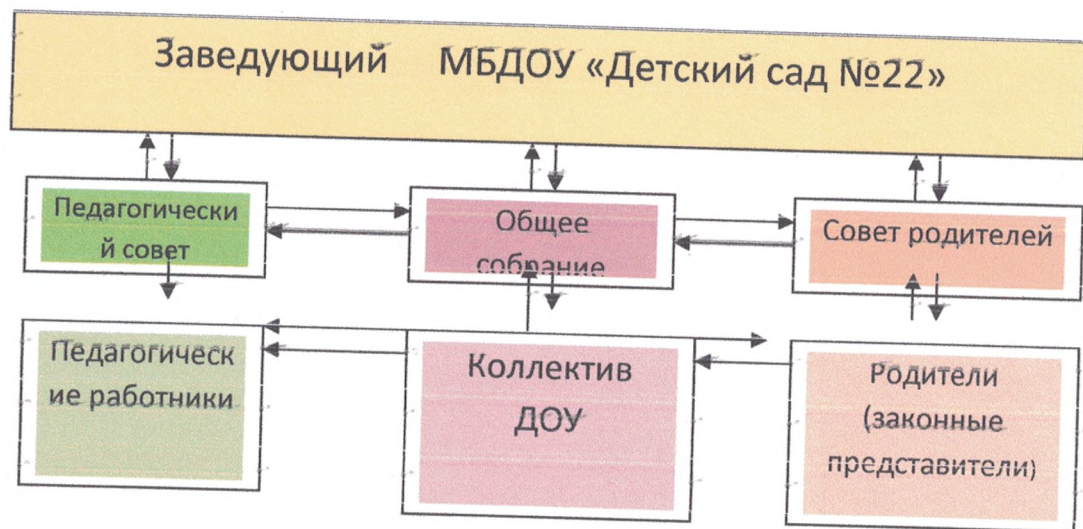 Заведующий МБДОУ «Детский сад №22»
Педагогически
й совет
Общее
собрание
Совет родителей
Педагогическ
ие работники
Коллектив
ДОУ
Родители
(законные
представители)